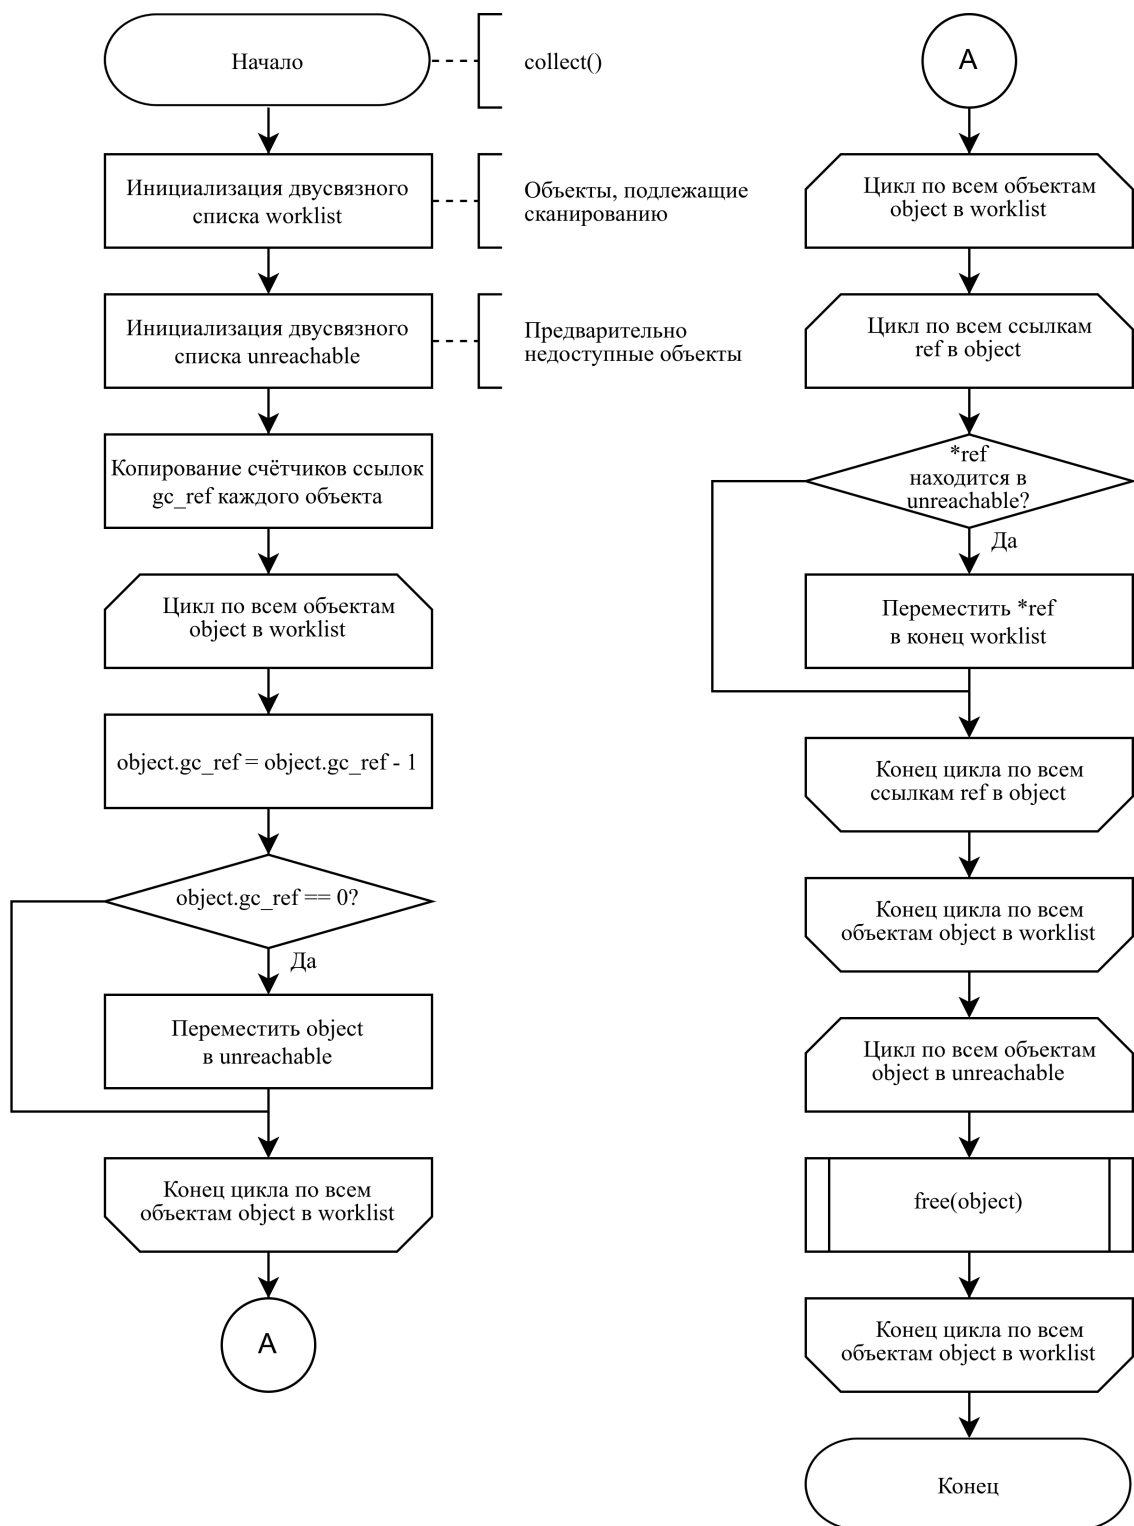 Начало
collect()
Инициализация двусвязного
списка worklist
Объекты, подлежащие
сканированию
Инициализация двусвязного
списка unreachable
Предварительно
недоступные объекты
Копирование счётчиков ссылок
gc_ref каждого объекта
Цикл по всем объектам
object в worklist
object.gc_ref = object.gc_ref - 1
object.gc_ref == 0?
Да
Переместить object
в unreachable
Конец цикла по всем
объектам object в worklist
A
A
Цикл по всем объектам
object в worklist
Цикл по всем ссылкам
ref в object
*ref
находится в
unreachable?
Да
Переместить *ref
в конец worklist
Конец цикла по всем
ссылкам ref в object
Конец цикла по всем
объектам object в worklist
Цикл по всем объектам
object в unreachable
free(object)
Конец цикла по всем
объектам object в worklist
Конец